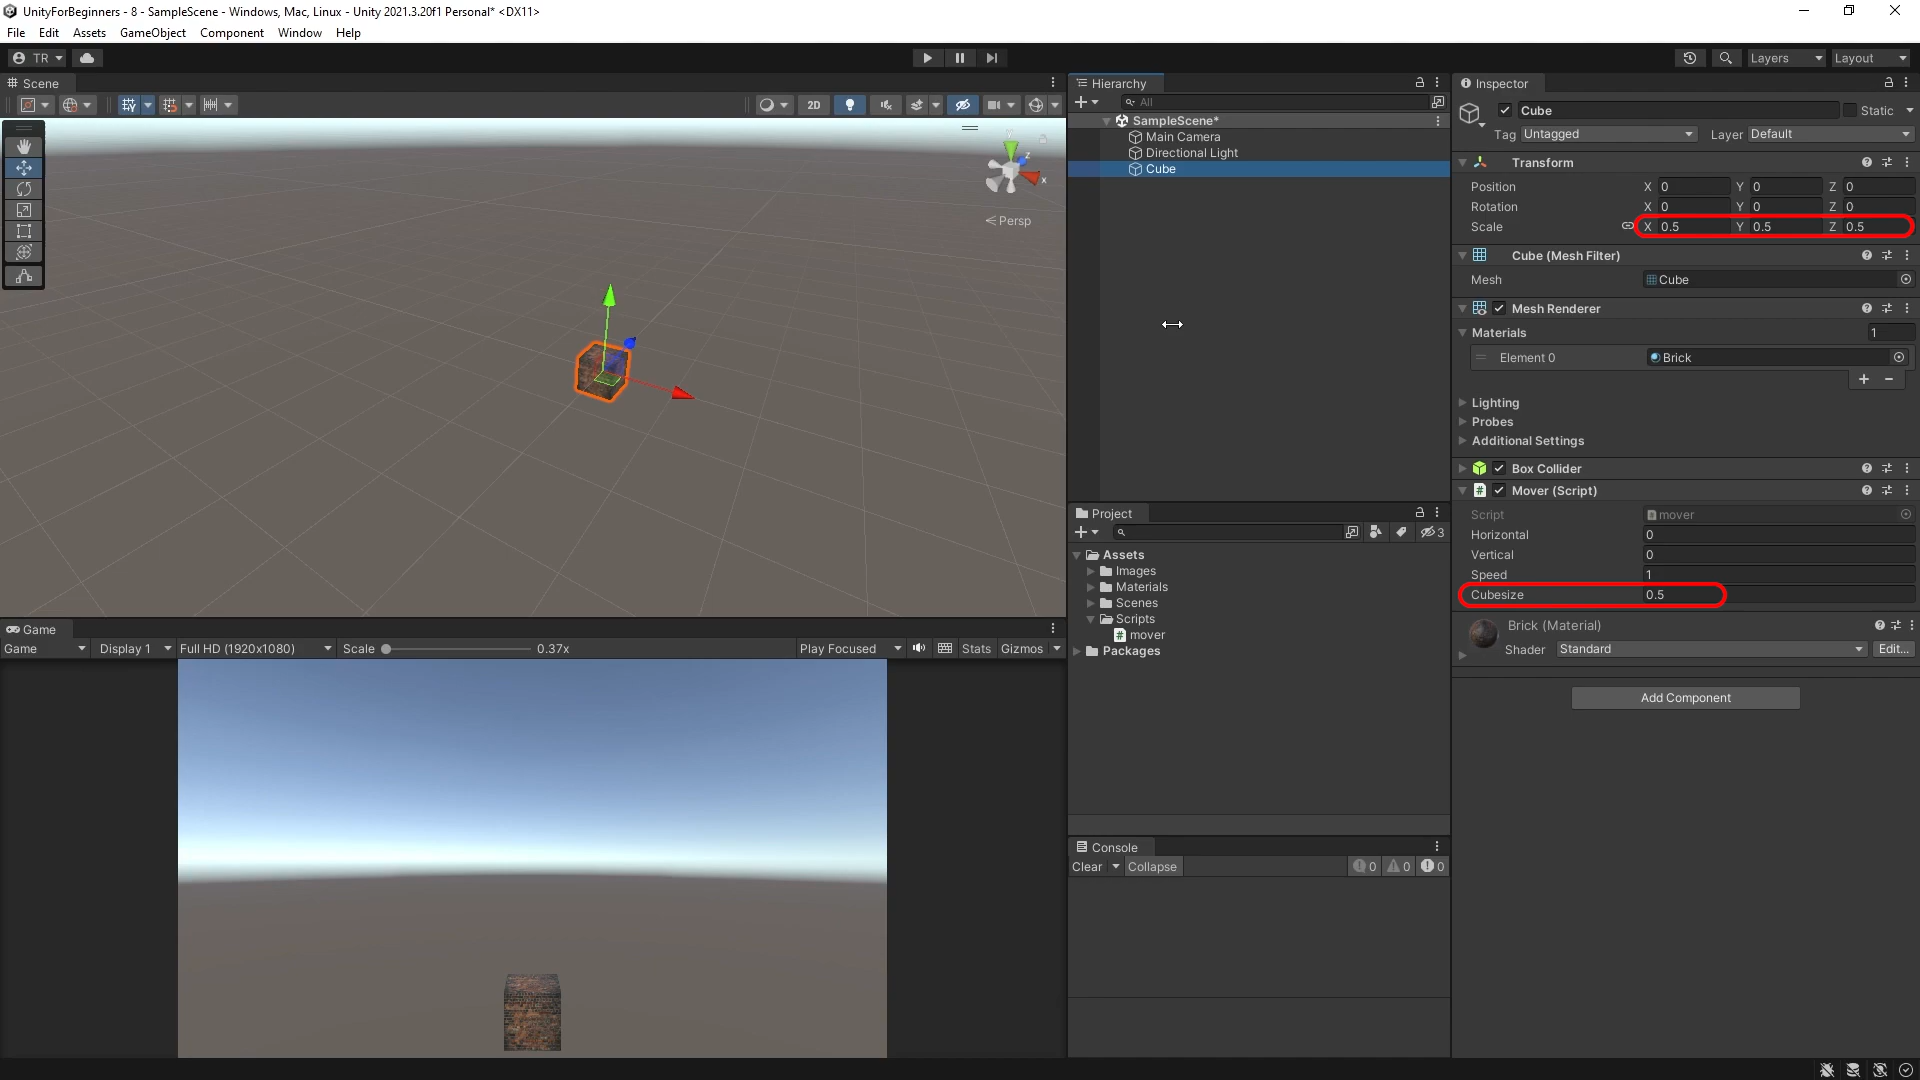 UnityForBeginners - 8 - SampleScene - Windows, Mac, Linux - Unity 2021.3.20f1 Personal* <DX11>
File Edit Assets GameObject Component Window Help
TR
Layers Layout
Scene
2D
y
z
x
Persp
Hierarchy
All
SampleScene*
Main Camera
Directional Light
Cube
Inspector
Cube Static
Tag Untagged Layer Default
Transform
Position X 0 Y 0 Z 0
Rotation X 0 Y 0 Z 0
Scale X 0.5 Y 0.5 Z 0.5
Cube (Mesh Filter)
Mesh Cube
Mesh Renderer
Materials 1
Element 0 Brick
Lighting
Probes
Additional Settings
Box Collider
# Mover (Script)
Script mover
Horizontal 0
Vertical 0
Speed 1
Cubesize 0.5
Brick (Material)
Shader Standard Edit...
Add Component
Project
3
Assets
Images
Materials
Scenes
Scripts
# mover
Packages
Game
Game Display 1 Full HD (1920x1080) Scale 0.37x Play Focused Stats Gizmos
Console
Clear Collapse 0 0 0